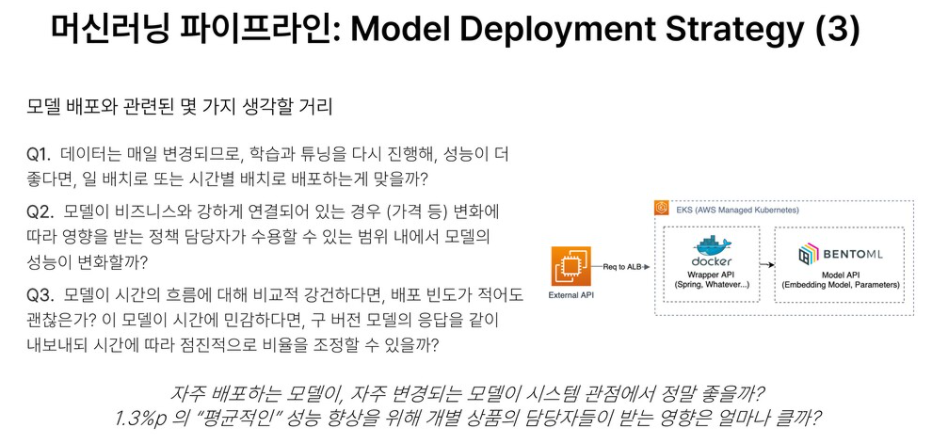 머신러닝 파이프라인: Model Deployment Strategy (3)
모델 배포와 관련된 몇 가지 생각할 거리
Q1. 데이터는 매일 변경되므로, 학습과 튜닝을 다시 진행해, 성능이 더
좋다면, 일 배치로 또는 시간별 배치로 배포하는게 맞을까?
Q2. 모델이 비즈니스와 강하게 연결되어 있는 경우 (가격 등) 변화에
따라 영향을 받는 정책 담당자가 수용할 수 있는 범위 내에서 모델의
성능이 변화할까?
Q3. 모델이 시간의 흐름에 대해 비교적 강건하다면, 배포 빈도가 적어도
괜찮은가? 이 모델이 시간에 민감하다면, 구 버전 모델의 응답을 같이
내보내되 시간에 따라 점진적으로 비율을 조정할 수 있을까?
External API
Req to ALB
EKS (AWS Managed Kubernetes)
docker
Wrapper API
(Spring, Whatever...)
BENTOML
Model API
(Embedding Model, Parameters)
자주 배포하는 모델이, 자주 변경되는 모델이 시스템 관점에서 정말 좋을까?
1.3%p 의 “평균적인” 성능 향상을 위해 개별 상품의 담당자들이 받는 영향은 얼마나 클까?